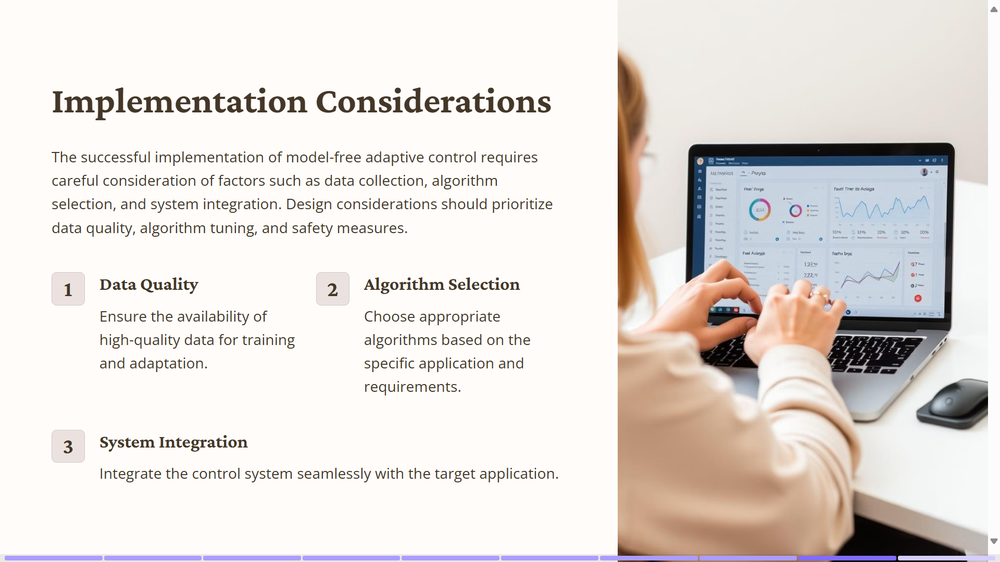 Implementation Considerations
The successful implementation of model-free adaptive control requires
careful consideration of factors such as data collection, algorithm
selection, and system integration. Design considerations should prioritize
data quality, algorithm tuning, and safety measures.
1
Data Quality
Ensure the availability of
high-quality data for training
and adaptation.
2
Algorithm Selection
Choose appropriate
algorithms based on the
specific application and
requirements.
3
System Integration
Integrate the control system seamlessly with the target application.